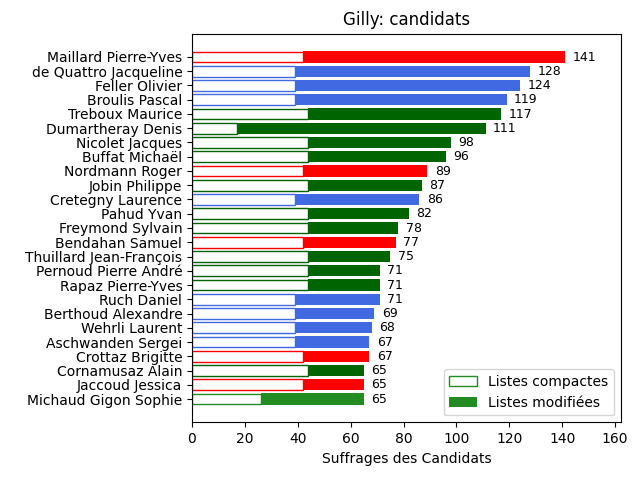 Gilly: candidats
Maillard Pierre-Yves 141
de Quattro Jacqueline 128
Feller Olivier 124
Broulis Pascal 119
Treboux Maurice 117
Dumartheray Denis 111
Nicolet Jacques 98
Buffat Michaël 96
Nordmann Roger 89
Jobin Philippe 87
Cretegny Laurence 86
Pahud Yvan 82
Freymond Sylvain 78
Bendahan Samuel 77
Thuillard Jean-François 75
Pernoud Pierre André 71
Rapaz Pierre-Yves 71
Ruch Daniel 71
Berthoud Alexandre 69
Wehrli Laurent 68
Aschwanden Sergei 67
Crottaz Brigitte 67
Cornamusaz Alain 65
Jaccoud Jessica 65
Michaud Gigon Sophie 65
Listes compactes
Listes modifiées
0 20 40 60 80 100 120 140 160
Suffrages des Candidats